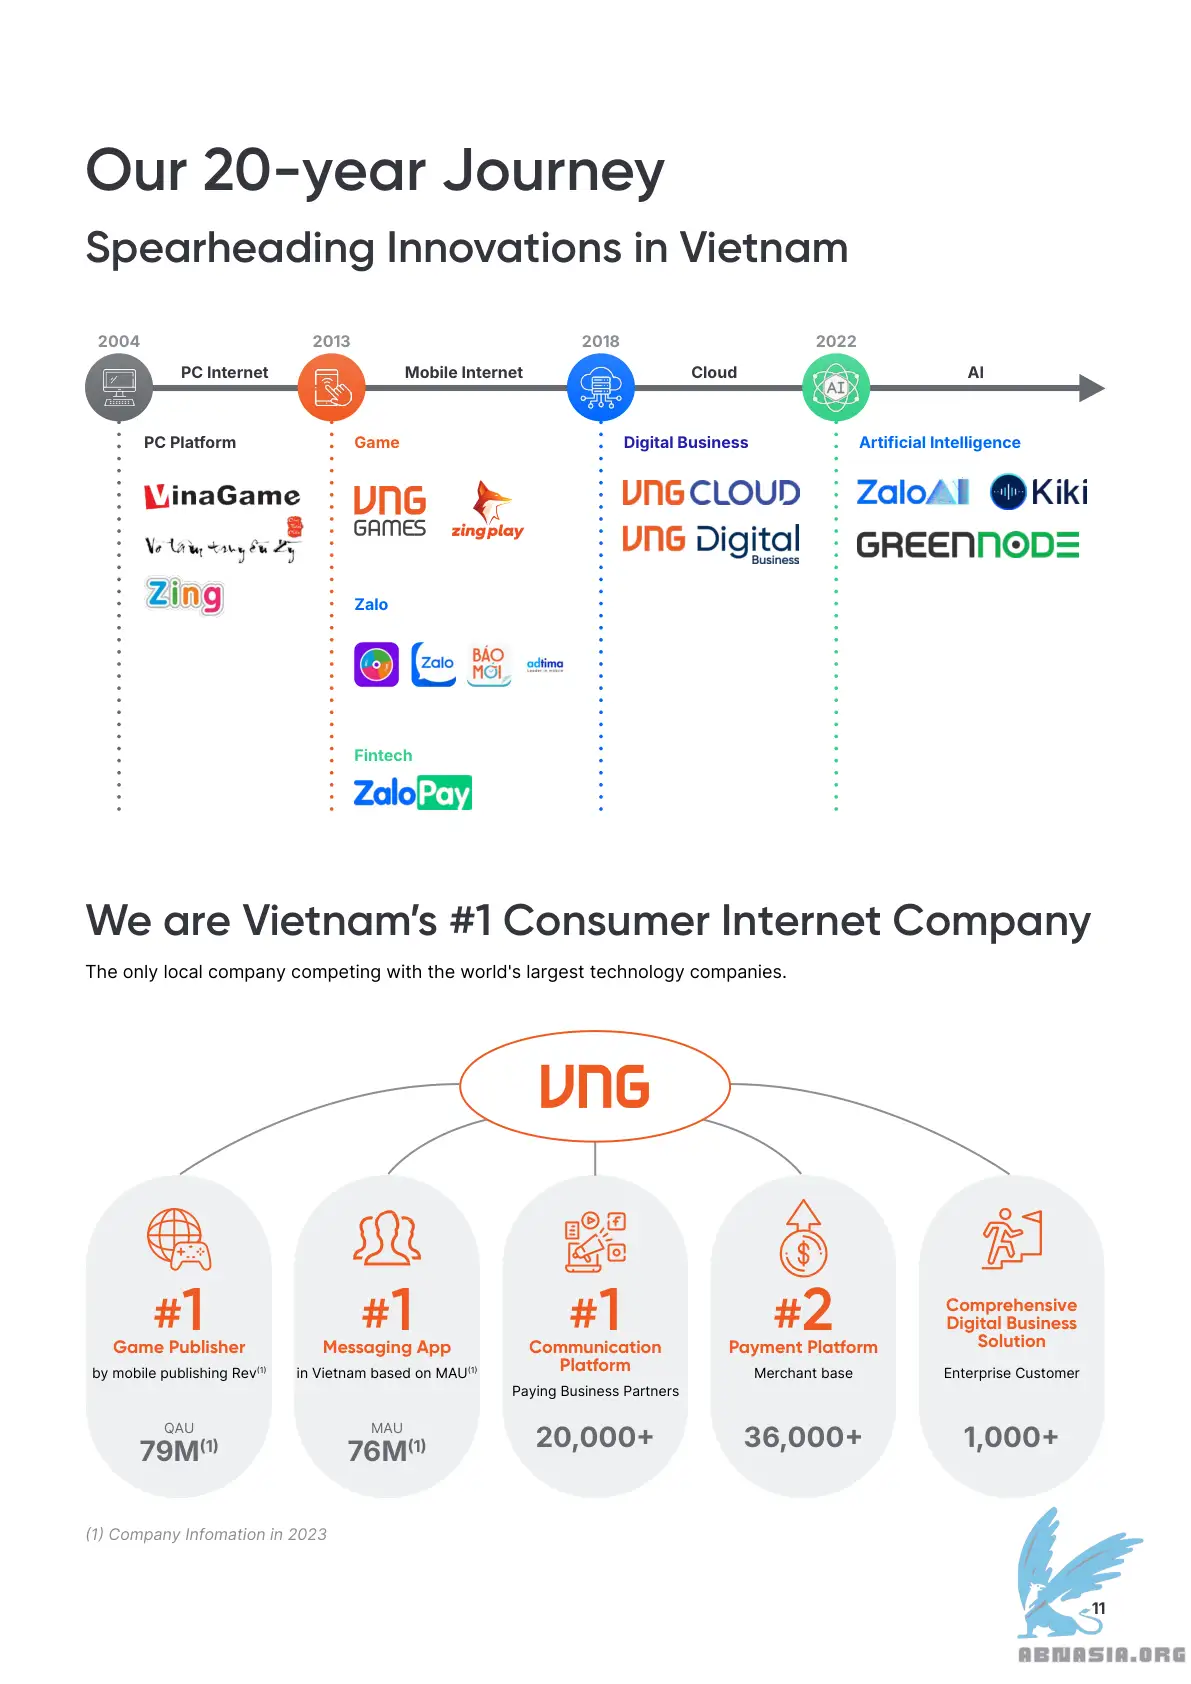 Our 20-year Journey
Spearheading Innovations in Vietnam
2004
2013
2018
2022
PC Internet
Mobile Internet
Cloud
AI
AI
PC Platform
Game
Digital Business
Artificial Intelligence
VinaGame
Võ lâm truyền kỳ
Zing
VNG
GAMES
zingplay
VNG CLOUD
VNG Digital
Business
ZaloAI
Kiki
GREENNODE
Zalo
Zalo
BÁO
MỚI
adtima
Fintech
ZaloPay
We are Vietnam’s #1 Consumer Internet Company
The only local company competing with the world's largest technology companies.
VNG
#1
Game Publisher
by mobile publishing Rev(1)
QAU
79M(1)
#1
Messaging App
in Vietnam based on MAU(1)
MAU
76M(1)
#1
Communication
Platform
Paying Business Partners
20,000+
#2
Payment Platform
Merchant base
36,000+
Comprehensive
Digital Business
Solution
Enterprise Customer
1,000+
(1) Company Infomation in 2023
11
ABNASIA.ORG